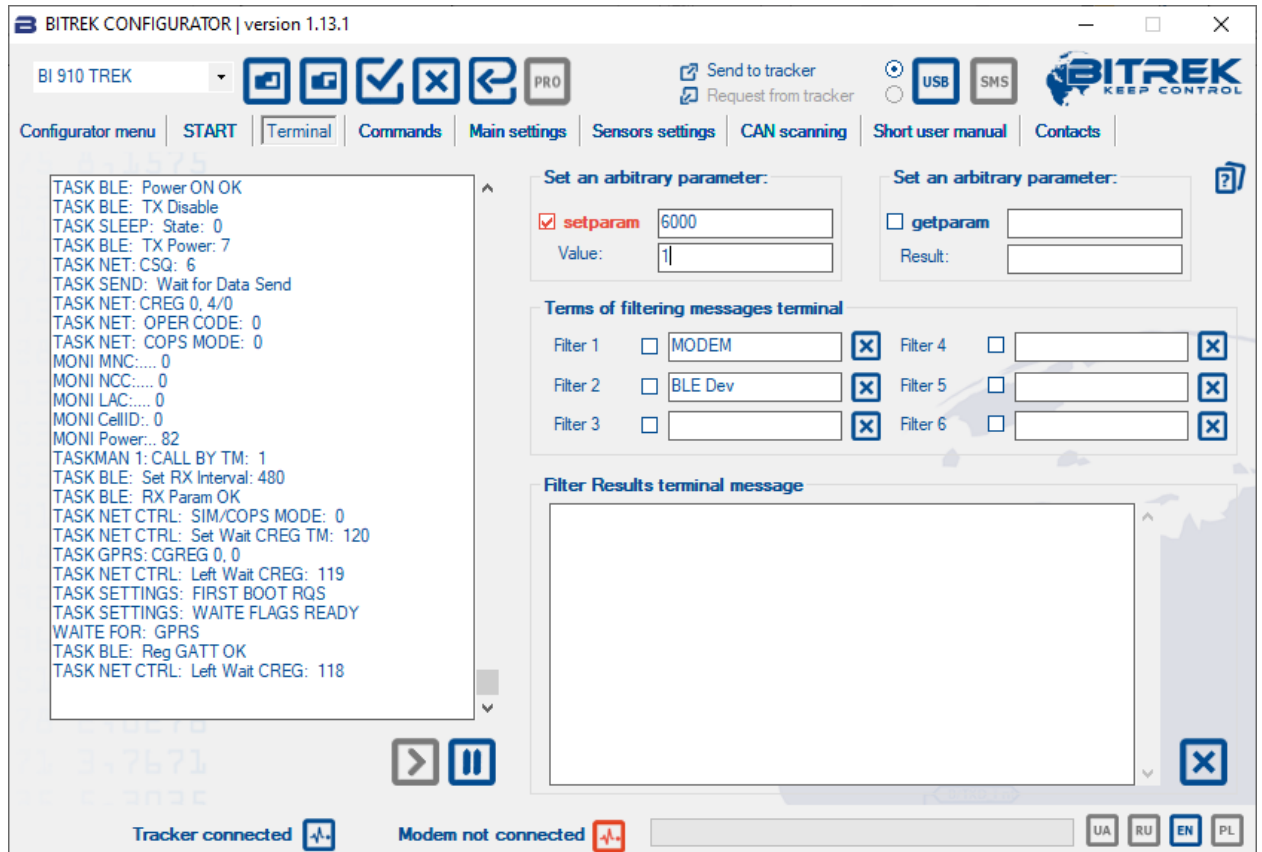 BITREK CONFIGURATOR | version 1.13.1
BI 910 TREK
PRO
Send to tracker
Request from tracker
USB
SMS
BITREK
KEEP CONTROL
Configurator menu
START
Terminal
Commands
Main settings
Sensors settings
CAN scanning
Short user manual
Contacts
TASK BLE: Power ON OK
TASK BLE: TX Disable
TASK SLEEP: State: 0
TASK BLE: TX Power: 7
TASK NET: CSQ: 6
TASK SEND: Wait for Data Send
TASK NET: CREG 0, 4/0
TASK NET: OPER CODE: 0
TASK NET: COPS MODE: 0
MONI MNC:.... 0
MONI NCC:.... 0
MONI LAC:.... 0
MONI CellID:. 0
MONI Power:.. 82
TASKMAN 1: CALL BY TM: 1
TASK BLE: Set RX Interval: 480
TASK BLE: RX Param OK
TASK NET CTRL: SIM/COPS MODE: 0
TASK NET CTRL: Set Wait CREG TM: 120
TASK GPRS: CGREG 0, 0
TASK NET CTRL: Left Wait CREG: 119
TASK SETTINGS: FIRST BOOT RQS
TASK SETTINGS: WAITE FLAGS READY
WAITE FOR: GPRS
TASK BLE: Reg GATT OK
TASK NET CTRL: Left Wait CREG: 118
Set an arbitrary parameter:
setparam 6000
Value: 1
Set an arbitrary parameter:
getparam
Result:
Terms of filtering messages terminal
Filter 1 MODEM
Filter 4
Filter 2 BLE Dev
Filter 5
Filter 3
Filter 6
Filter Results terminal message
Tracker connected
Modem not connected
UA
RU
EN
PL